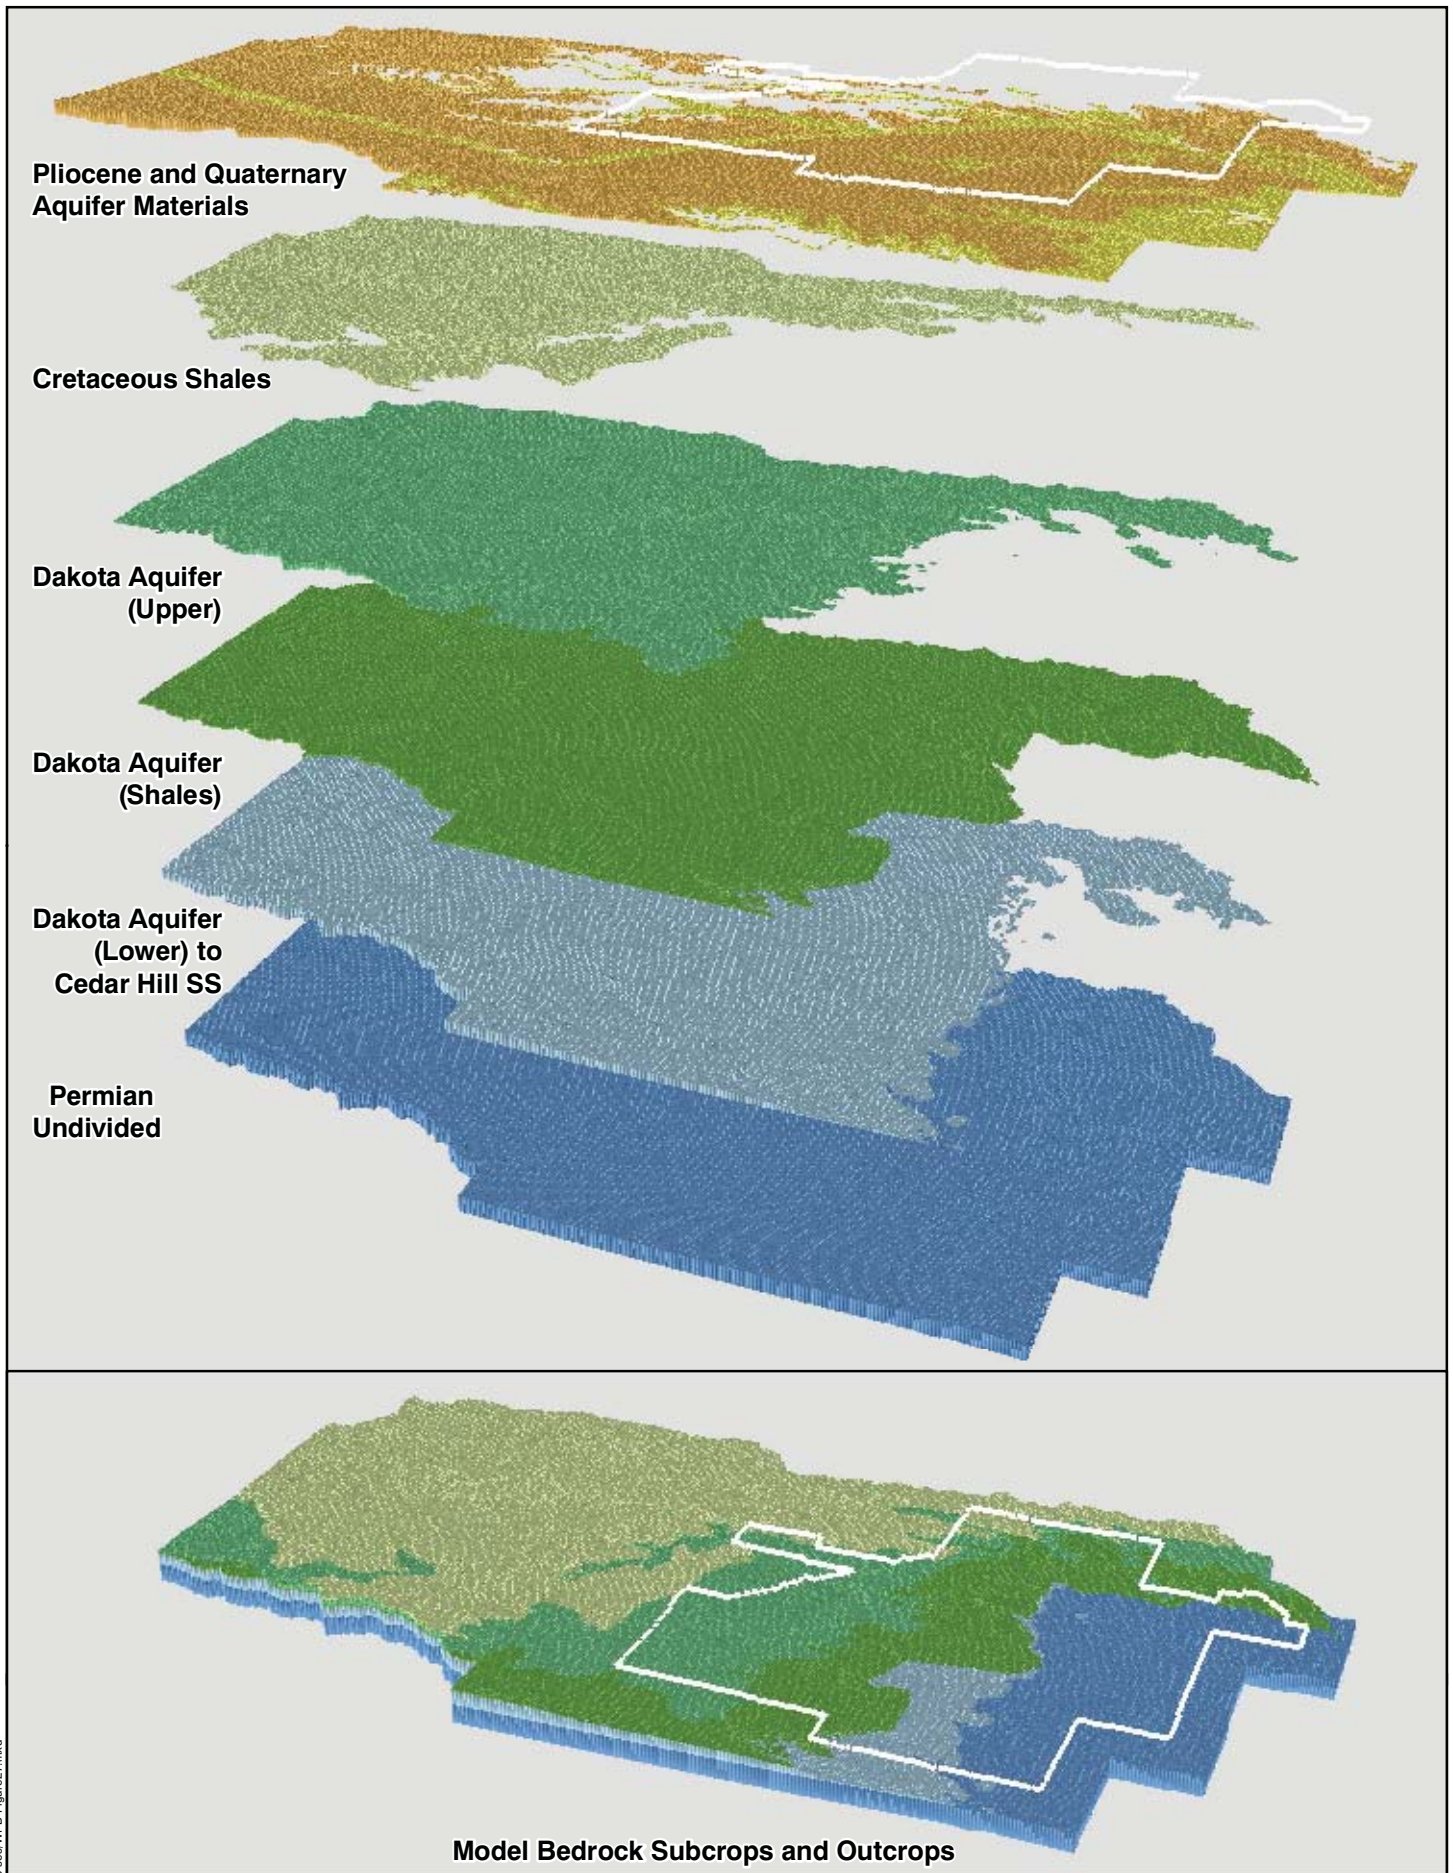 Pliocene and Quaternary
Aquifer Materials
Cretaceous Shales
Dakota Aquifer
(Upper)
Dakota Aquifer
(Shales)
Dakota Aquifer
(Lower) to
Cedar Hill SS
Permian
Undivided
Model Bedrock Subcrops and Outcrops